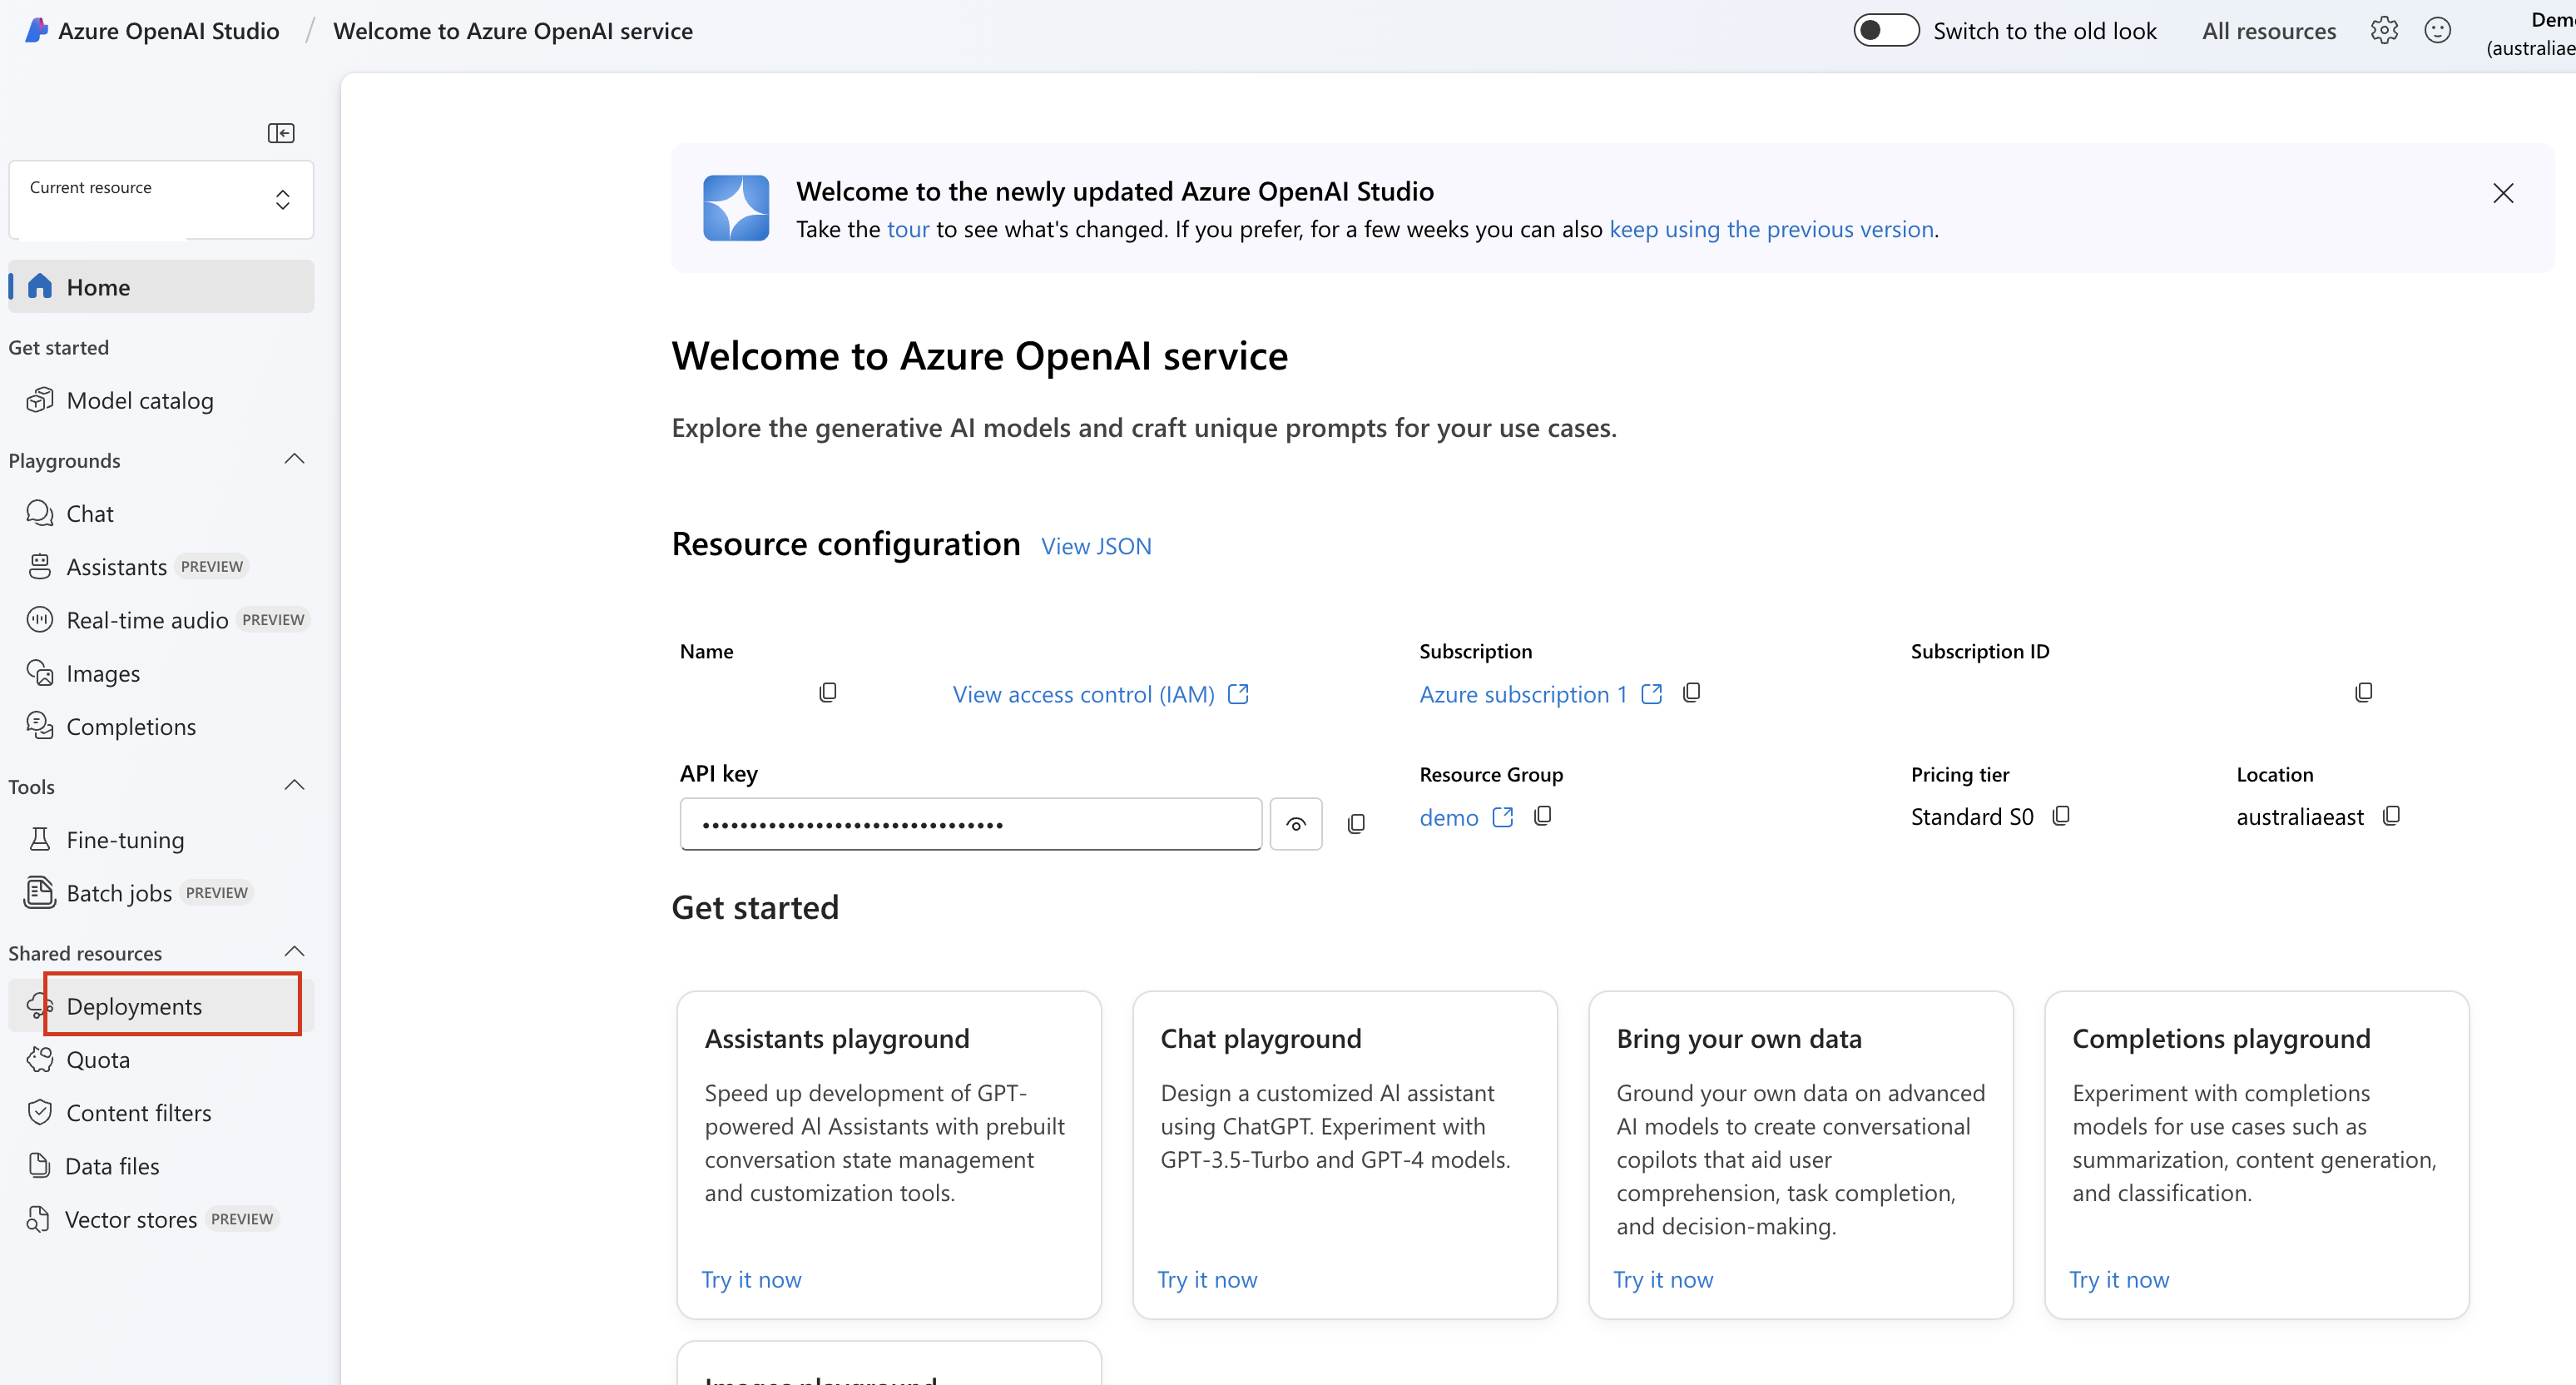 Azure OpenAI Studio / Welcome to Azure OpenAI service
Switch to the old look
All resources
(australiae
Current resource
Home
Get started
Model catalog
Playgrounds
Chat
Assistants PREVIEW
Real-time audio PREVIEW
Images
Completions
Tools
Fine-tuning
Batch jobs PREVIEW
Shared resources
Deployments
Quota
Content filters
Data files
Vector stores PREVIEW
Welcome to the newly updated Azure OpenAI Studio
Take the tour to see what's changed. If you prefer, for a few weeks you can also keep using the previous version.
Welcome to Azure OpenAI service
Explore the generative AI models and craft unique prompts for your use cases.
Resource configuration View JSON
Name
View access control (IAM)
Subscription
Azure subscription 1
Subscription ID
API key
Resource Group
demo
Pricing tier
Standard S0
Location
australiaeast
Get started
Assistants playground
Speed up development of GPT-
powered AI Assistants with prebuilt
conversation state management
and customization tools.
Try it now
Chat playground
Design a customized AI assistant
using ChatGPT. Experiment with
GPT-3.5-Turbo and GPT-4 models.
Try it now
Bring your own data
Ground your own data on advanced
AI models to create conversational
copilots that aid user
comprehension, task completion,
and decision-making.
Try it now
Completions playground
Experiment with completions
models for use cases such as
summarization, content generation,
and classification.
Try it now